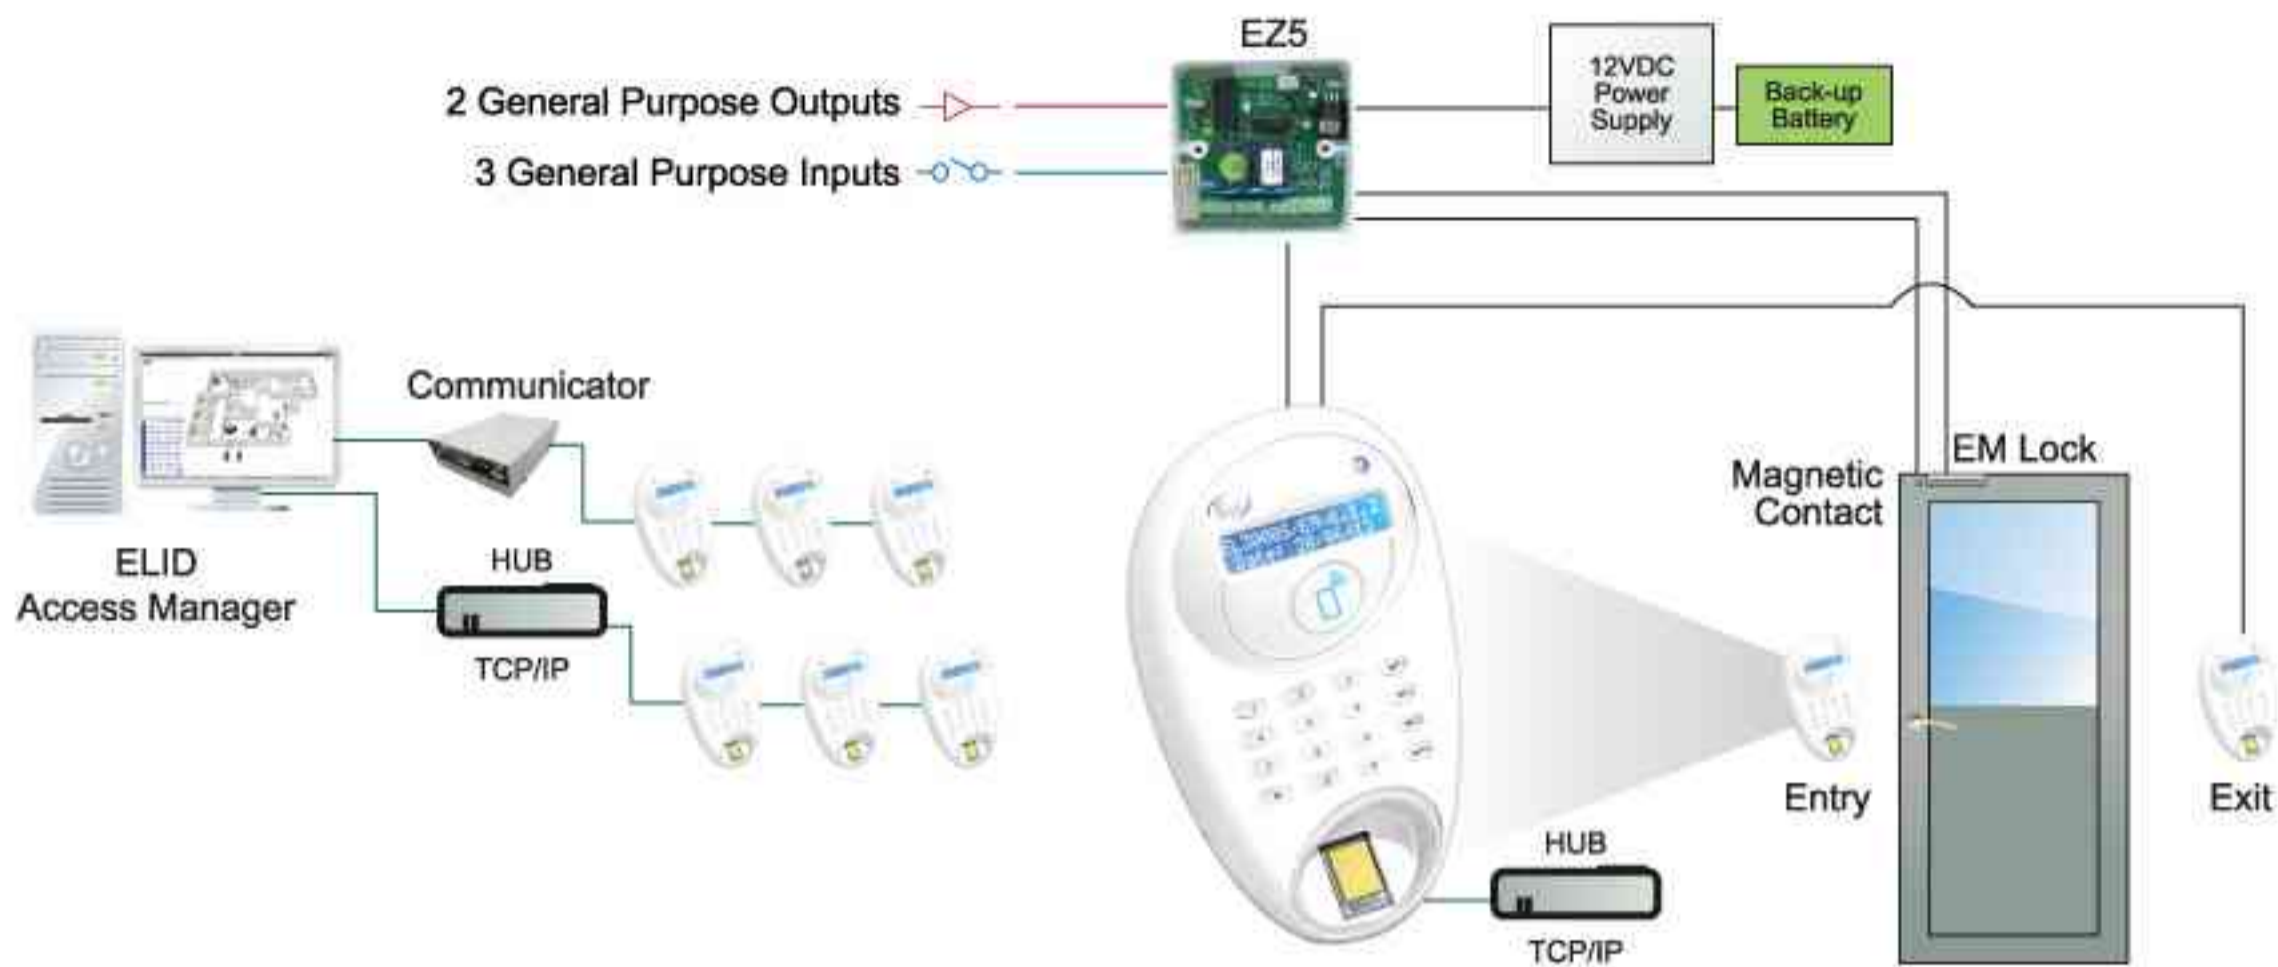 EZ5
2 General Purpose Outputs
3 General Purpose Inputs
12VDC
Power
Supply
Back-up
Battery
Communicator
ELID
Access Manager
HUB
TCP/IP
EM Lock
Magnetic
Contact
Entry
Exit
HUB
TCP/IP